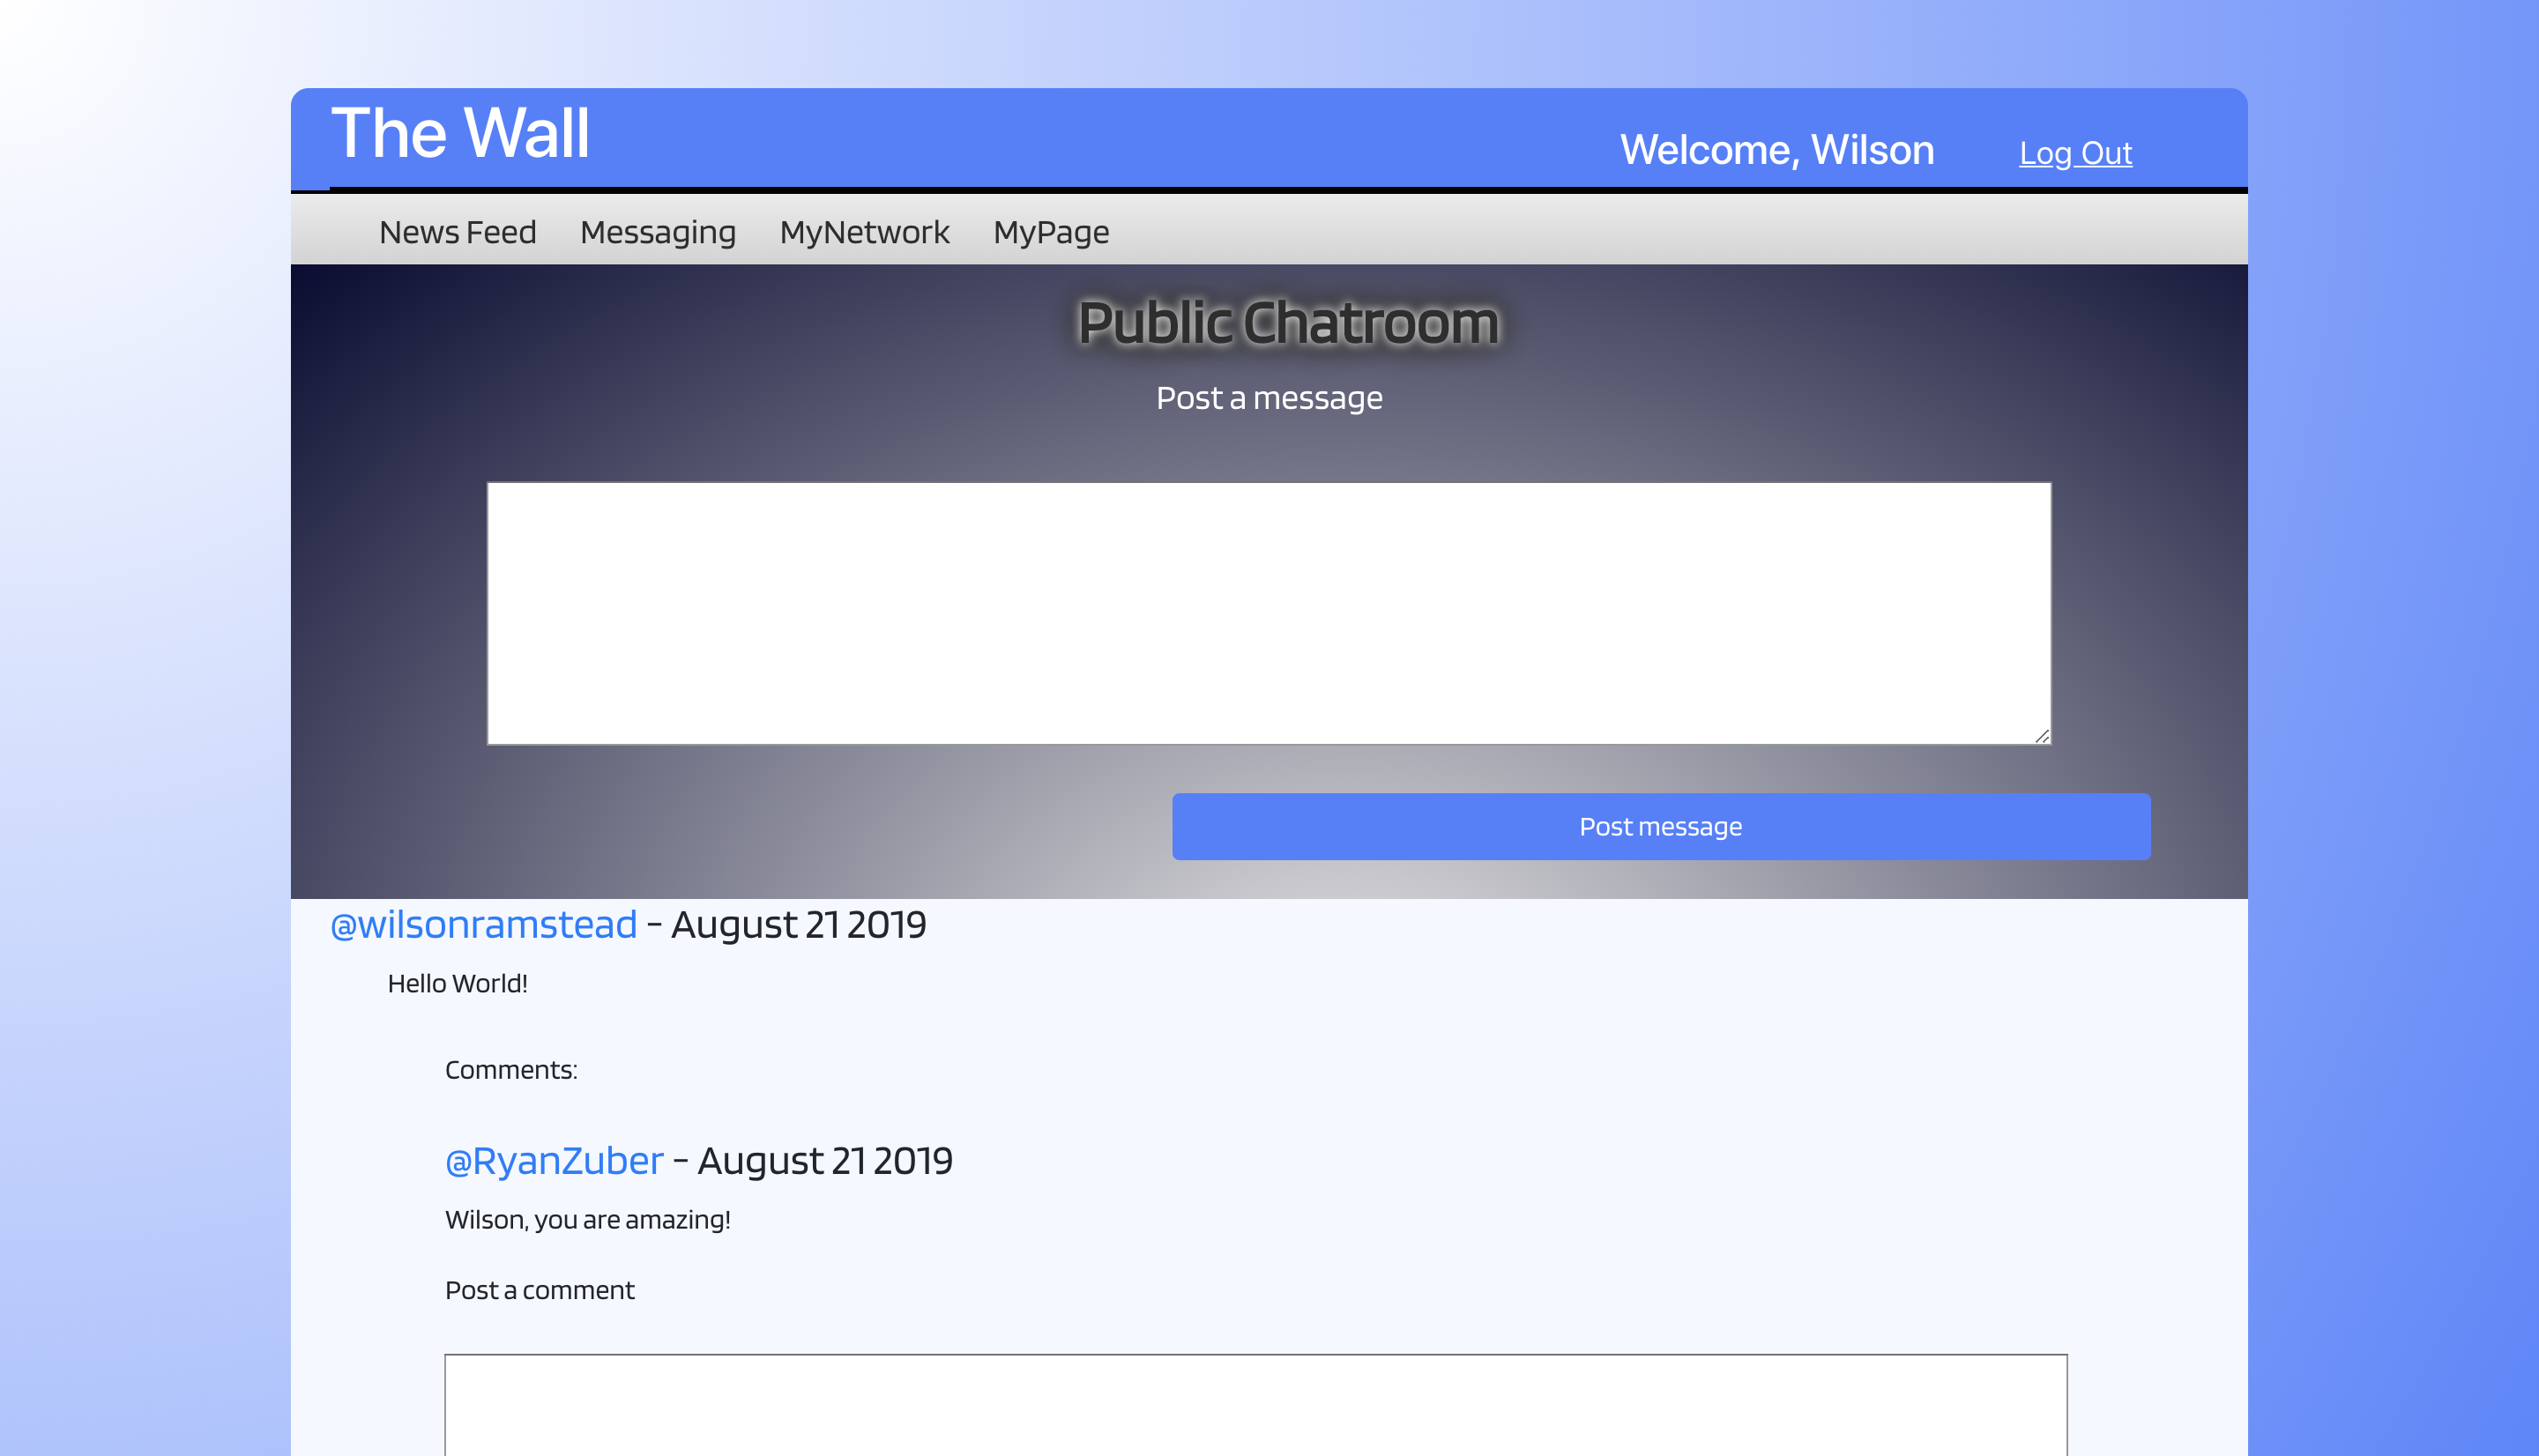 The Wall
Welcome, Wilson
Log Out
News Feed Messaging MyNetwork MyPage
Public Chatroom
Post a message
Post message
@wilsonramstead - August 21 2019
Hello World!
Comments:
@RyanZuber - August 21 2019
Wilson, you are amazing!
Post a comment